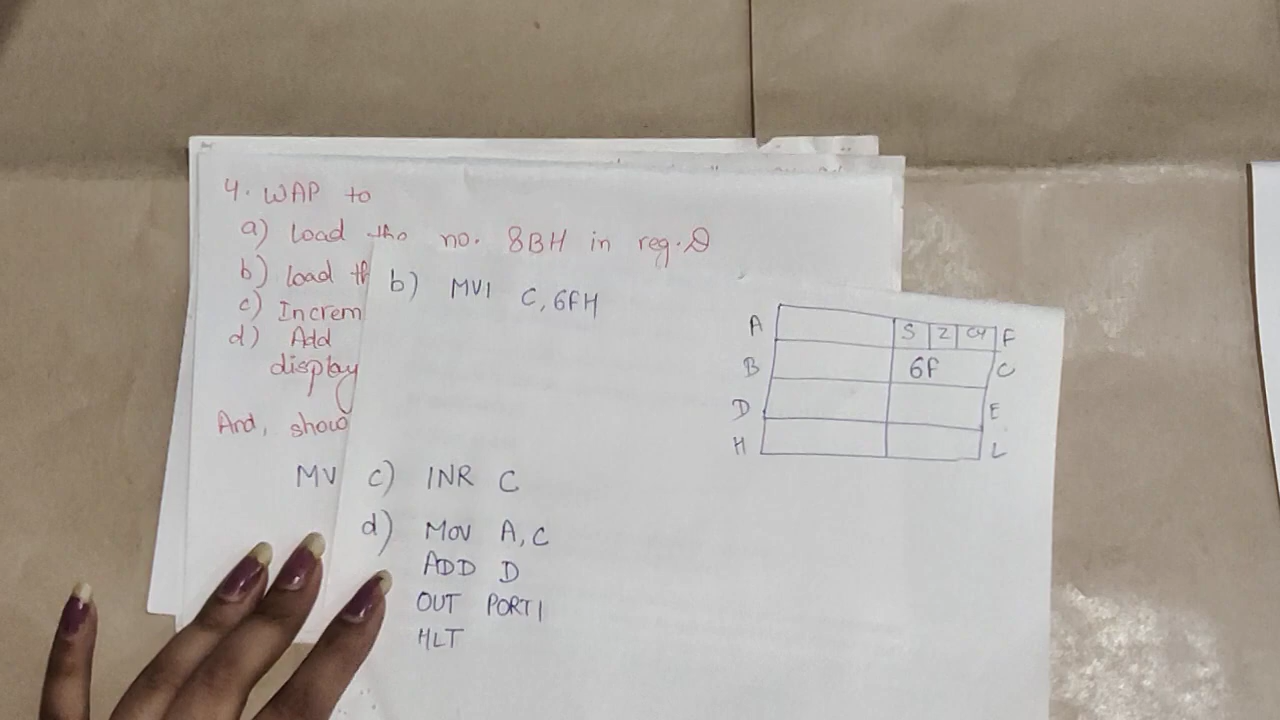 4. WAP to
a) Load the no. 8BH in reg. D
b) load th
c) Increm
d) Add
display
And, show
MV
b) MVI C, 6FH
A S Z CY F
B 6F C
D E
H L
c) INR C
d) MOV A, C
ADD D
OUT PORT1
HLT